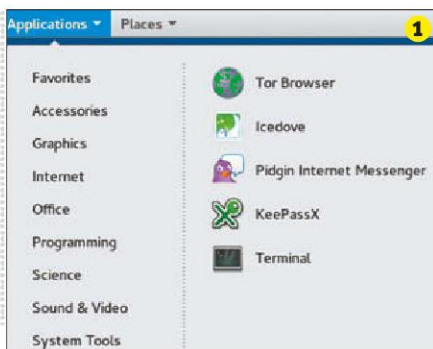 Applications Places
1
Favorites
Accessories
Graphics
Internet
Office
Programming
Science
Sound & Video
System Tools
Tor Browser
Icedove
Pidgin Internet Messenger
KeePassX
Terminal